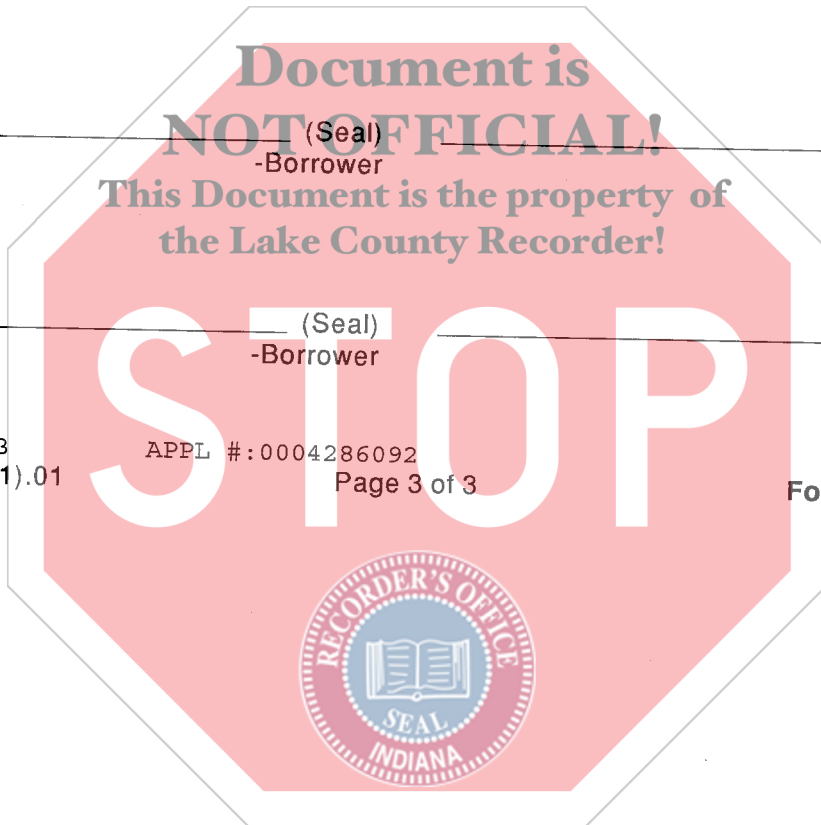 Document is
NOT OFFICIAL!
(Seal)
-Borrower
This Document is the property of
the Lake County Recorder!
STOP
(Seal)
-Borrower
3
APPL #:0004286092
1).01
Page 3 of 3
Fo
RECORDER'S OFFICE
SEAL
INDIANA